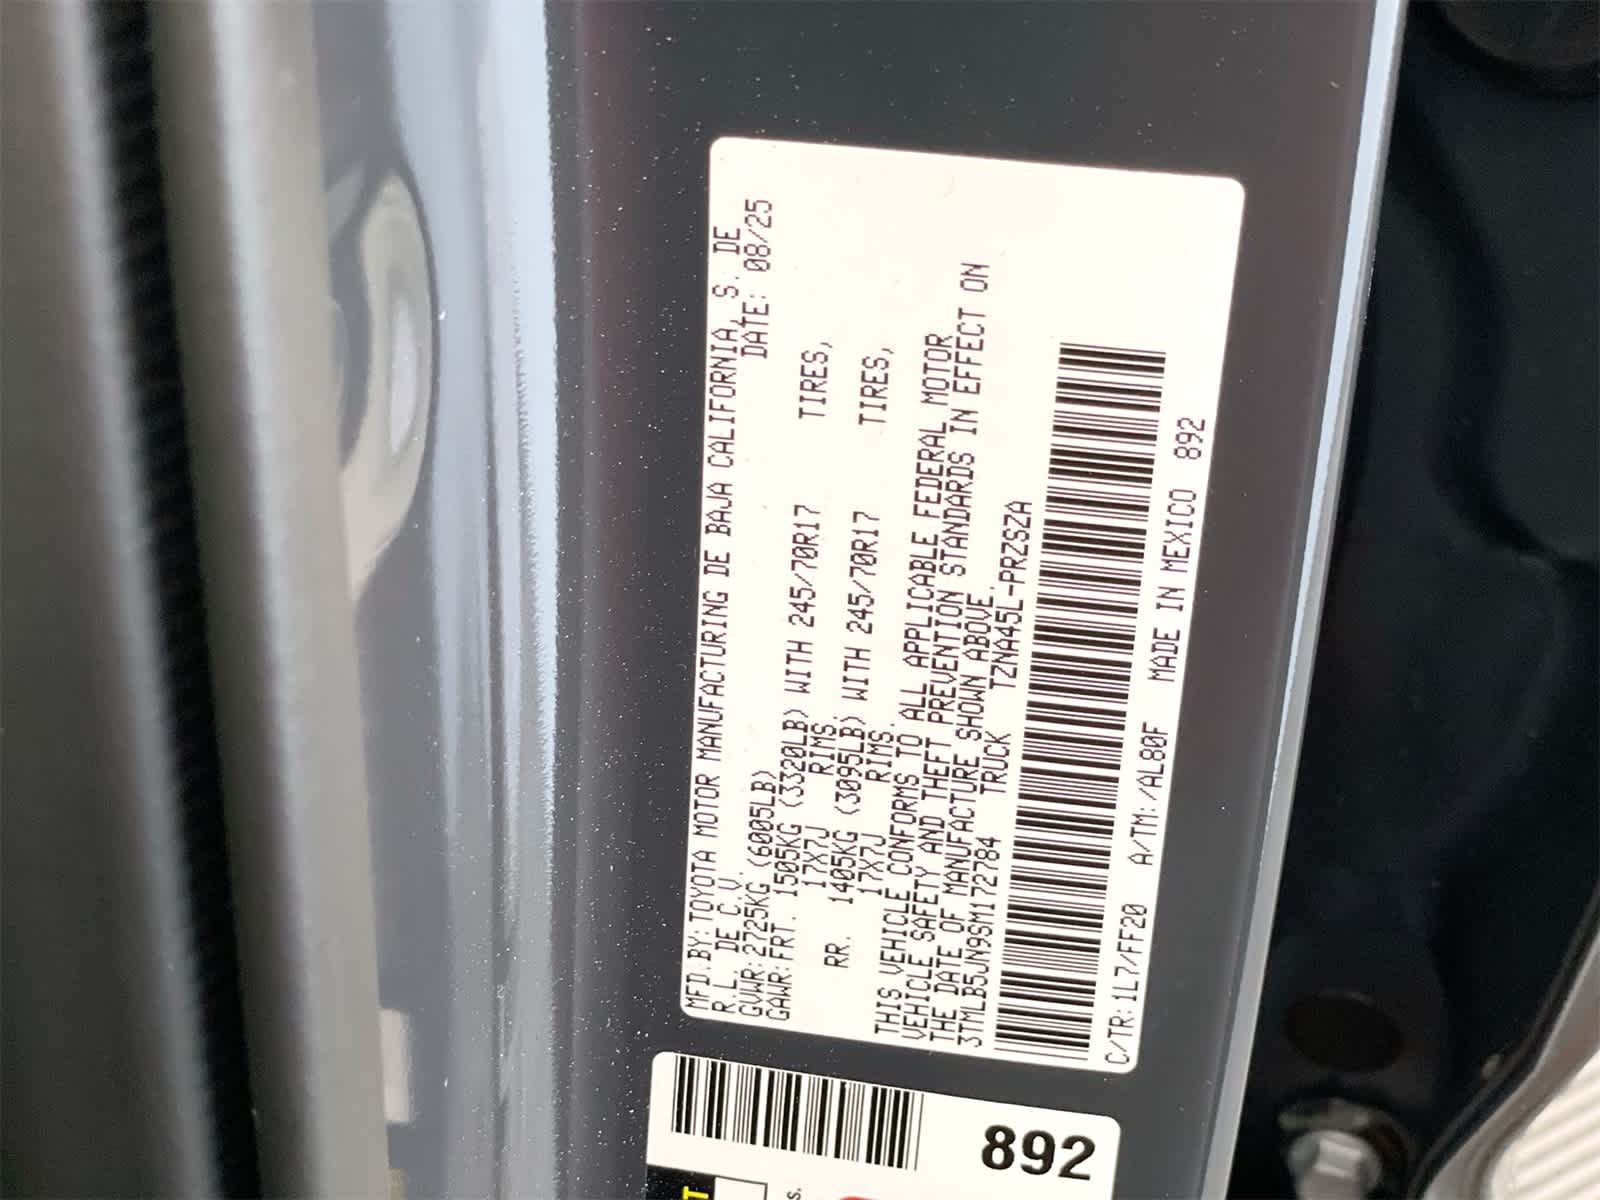 MFD.BY:TOYOTA MOTOR MANUFACTURING DE BAJA CALIFORNIA, S. DE
R.L. DE C.V. DATE: 08/25
GVWR:2725KG (6005LB)
GAWR:FRT. 1505KG (3320LB) WITH 245/70R17 TIRES,
17X7J RIMS.
RR. 1405KG (3095LB) WITH 245/70R17 TIRES,
17X7J RIMS.
THIS VEHICLE CONFORMS TO ALL APPLICABLE FEDERAL MOTOR
VEHICLE SAFETY AND THEFT PREVENTION STANDARDS IN EFFECT ON
THE DATE OF MANUFACTURE SHOWN ABOVE.
3TMLB5JN9SM172784 TRUCK TZNA45L-PRZSZA
C/TR:1L7/FF20 A/TM:/AL80F MADE IN MEXICO 892
892